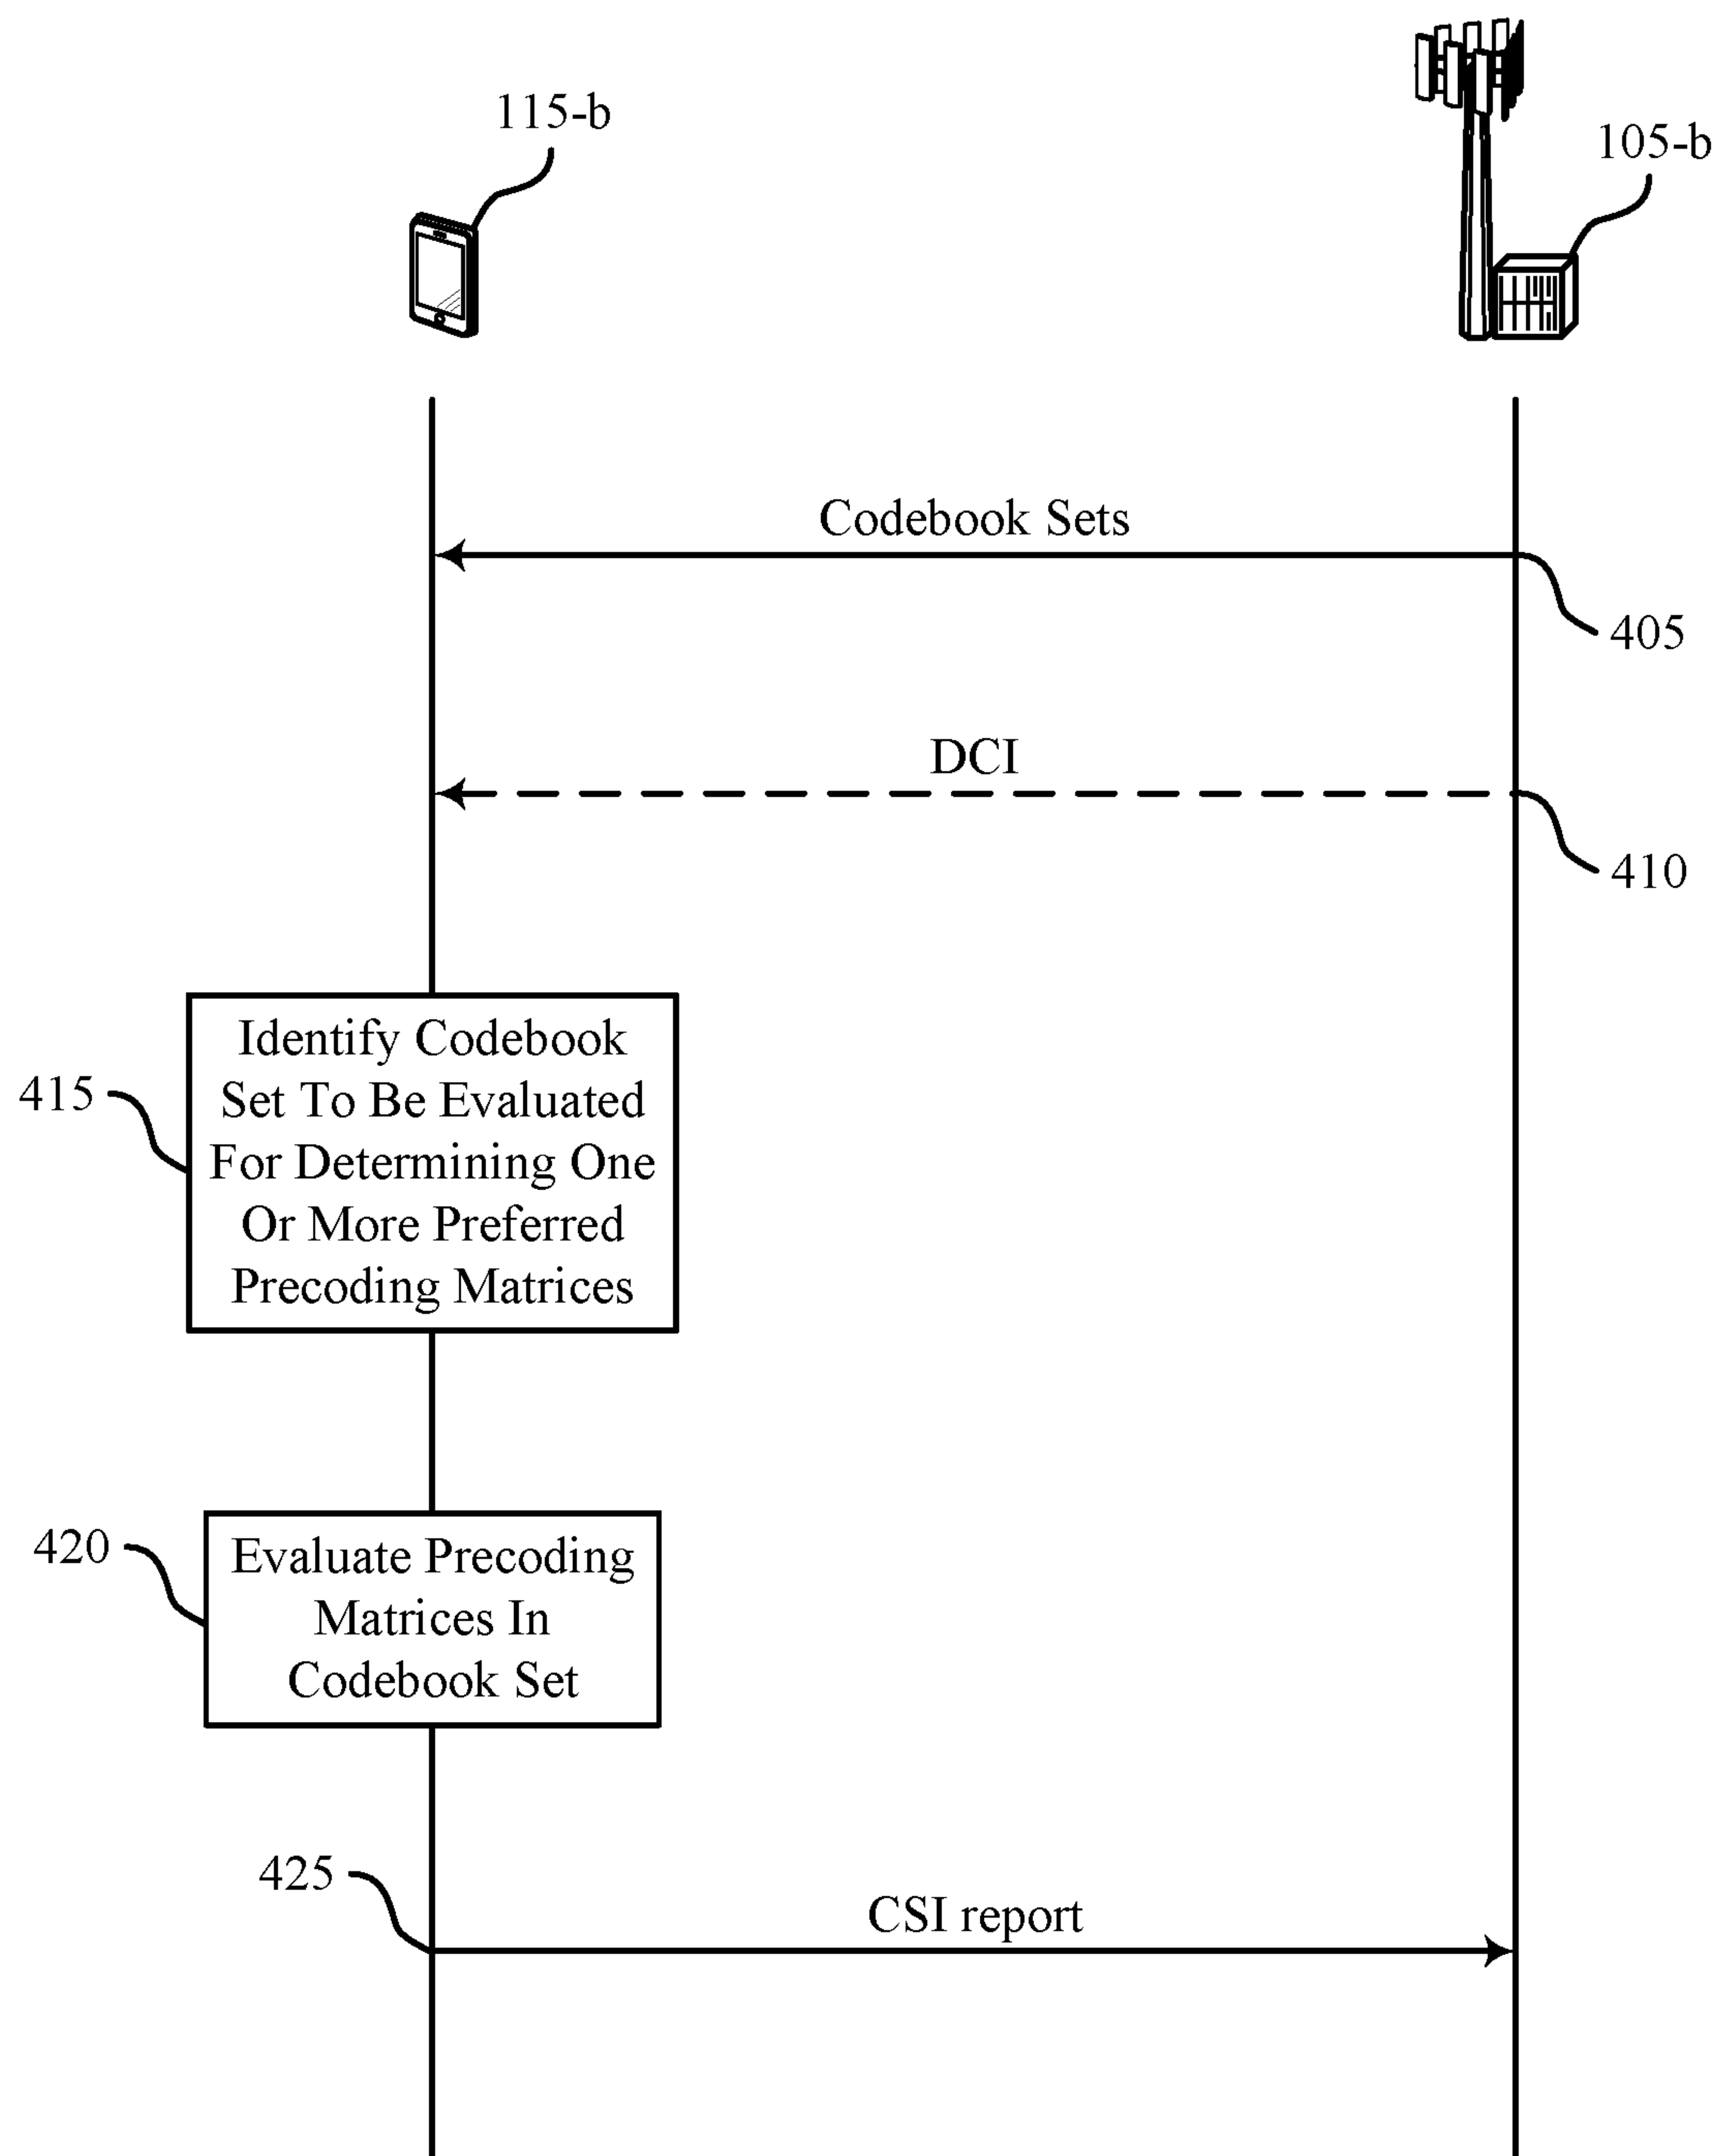 115-b
105-b
Codebook Sets
405
DCI
410
Identify Codebook
Set To Be Evaluated
For Determining One
Or More Preferred
Precoding Matrices
415
420
Evaluate Precoding
Matrices In
Codebook Set
425
CSI report